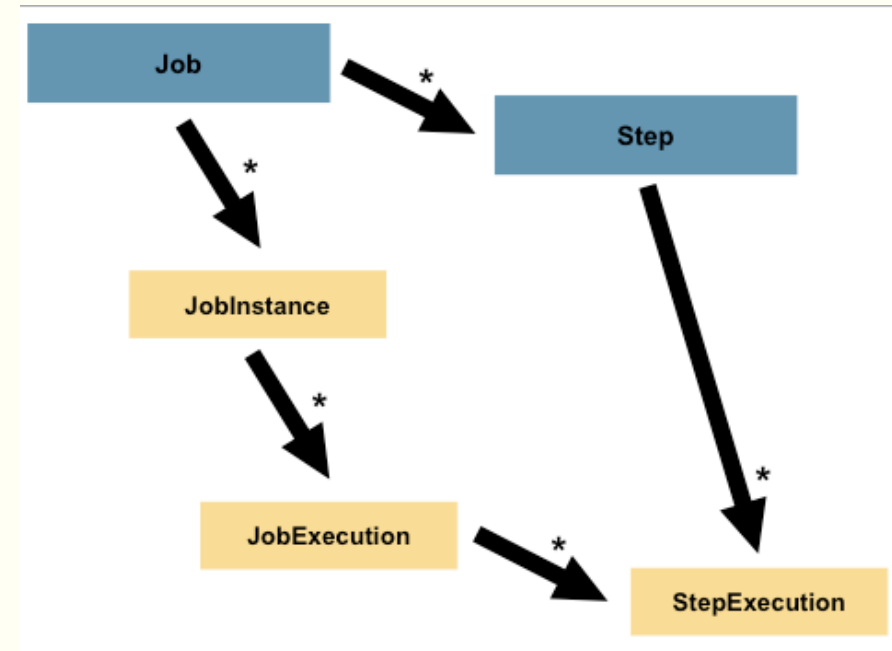 Job
*
Step
*
JobInstance
*
JobExecution
*
*
StepExecution